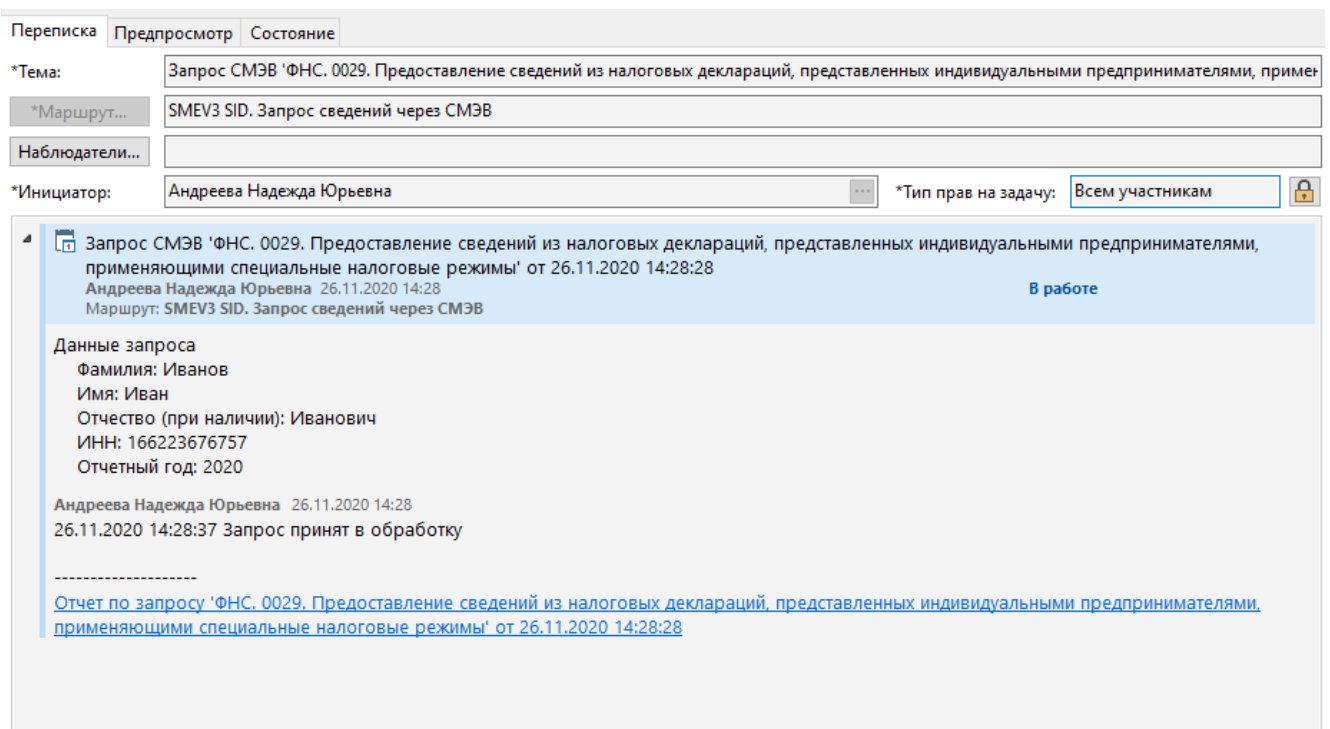 Переписка Предпросмотр Состояние
*Тема: Запрос СМЭВ 'ФНС. 0029. Предоставление сведений из налоговых деклараций, представленных индивидуальными предпринимателями, примен
*Маршрут... SMEV3 SID. Запрос сведений через СМЭВ
Наблюдатели...
*Инициатор: Андреева Надежда Юрьевна ... *Тип прав на задачу: Всем участникам
Запрос СМЭВ 'ФНС. 0029. Предоставление сведений из налоговых деклараций, представленных индивидуальными предпринимателями,
применяющими специальные налоговые режимы' от 26.11.2020 14:28:28
Андреева Надежда Юрьевна 26.11.2020 14:28 В работе
Маршрут: SMEV3 SID. Запрос сведений через СМЭВ
Данные запроса
Фамилия: Иванов
Имя: Иван
Отчество (при наличии): Иванович
ИНН: 166223676757
Отчетный год: 2020
Андреева Надежда Юрьевна 26.11.2020 14:28
26.11.2020 14:28:37 Запрос принят в обработку
--------------------
Отчет по запросу 'ФНС. 0029. Предоставление сведений из налоговых деклараций, представленных индивидуальными предпринимателями,
применяющими специальные налоговые режимы' от 26.11.2020 14:28:28